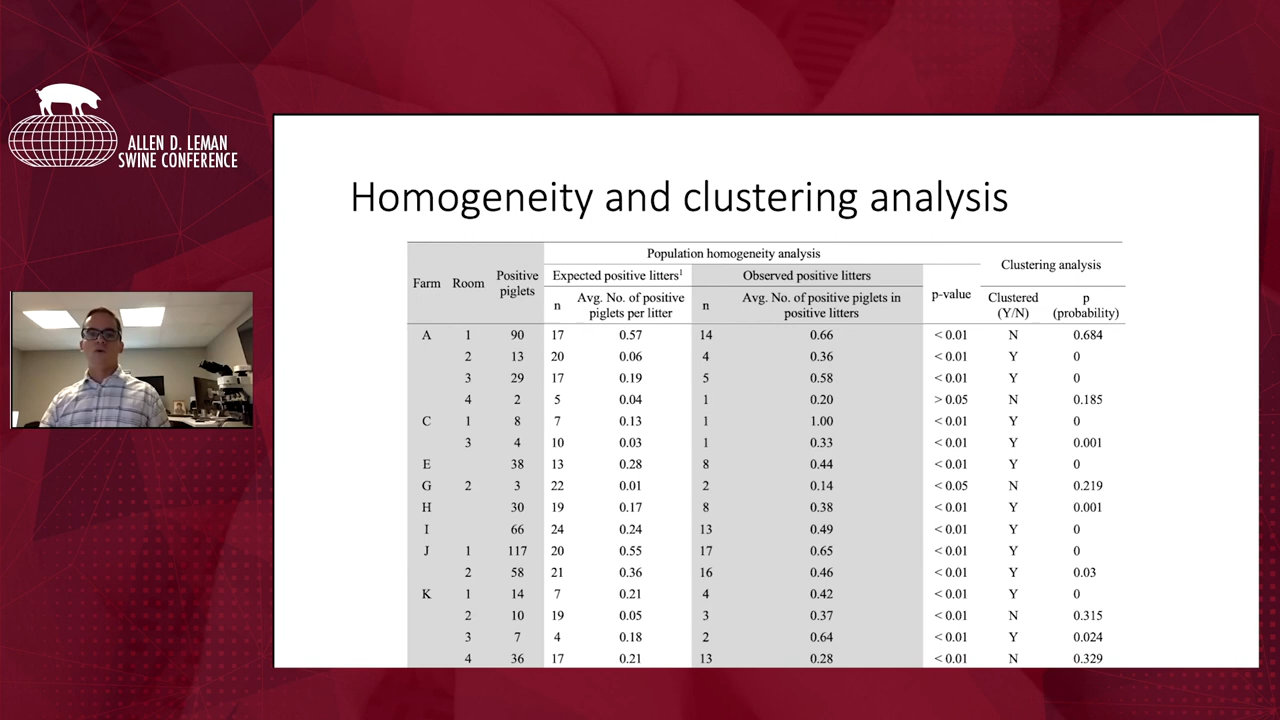 ALLEN D. LEMAN
SWINE CONFERENCE
Homogeneity and clustering analysis
Farm Room Positive piglets Population homogeneity analysis Clustering analysis
Expected positive litters¹ Observed positive litters p-value Clustered (Y/N) p (probability)
n Avg. No. of positive piglets per litter n Avg. No. of positive piglets in positive litters
A 1 90 17 0.57 14 0.66 < 0.01 N 0.684
2 13 20 0.06 4 0.36 < 0.01 Y 0
3 29 17 0.19 5 0.58 < 0.01 Y 0
4 2 5 0.04 1 0.20 > 0.05 N 0.185
C 1 8 7 0.13 1 1.00 < 0.01 Y 0
3 4 10 0.03 1 0.33 < 0.01 Y 0.001
E 38 13 0.28 8 0.44 < 0.01 Y 0
G 2 3 22 0.01 2 0.14 < 0.05 N 0.219
H 30 19 0.17 8 0.38 < 0.01 Y 0.001
I 66 24 0.24 13 0.49 < 0.01 Y 0
J 1 117 20 0.55 17 0.65 < 0.01 Y 0
2 58 21 0.36 16 0.46 < 0.01 Y 0.03
K 1 14 7 0.21 4 0.42 < 0.01 Y 0
2 10 19 0.05 3 0.37 < 0.01 N 0.315
3 7 4 0.18 2 0.64 < 0.01 Y 0.024
4 36 17 0.21 13 0.28 < 0.01 N 0.329